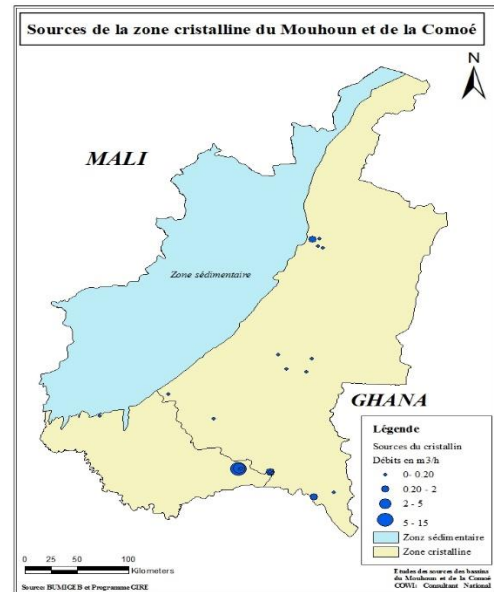 Sources de la zone cristalline du Mouhoun et de la Comoé
N
MALI
Zone sédimentaire
GHANA
Légende
Sources du cristallin
Débits en m3/h
0- 0.20
0.20 - 2
2 - 5
5 - 15
Zonz sédimentaire
Zone cristalline
0 25 50 100
Kilometers
Source: BUMIGEB et Programme GIRE
Etudes des sources des bassins
du Mouhoun et de la Comoé
COWI: Consultant National